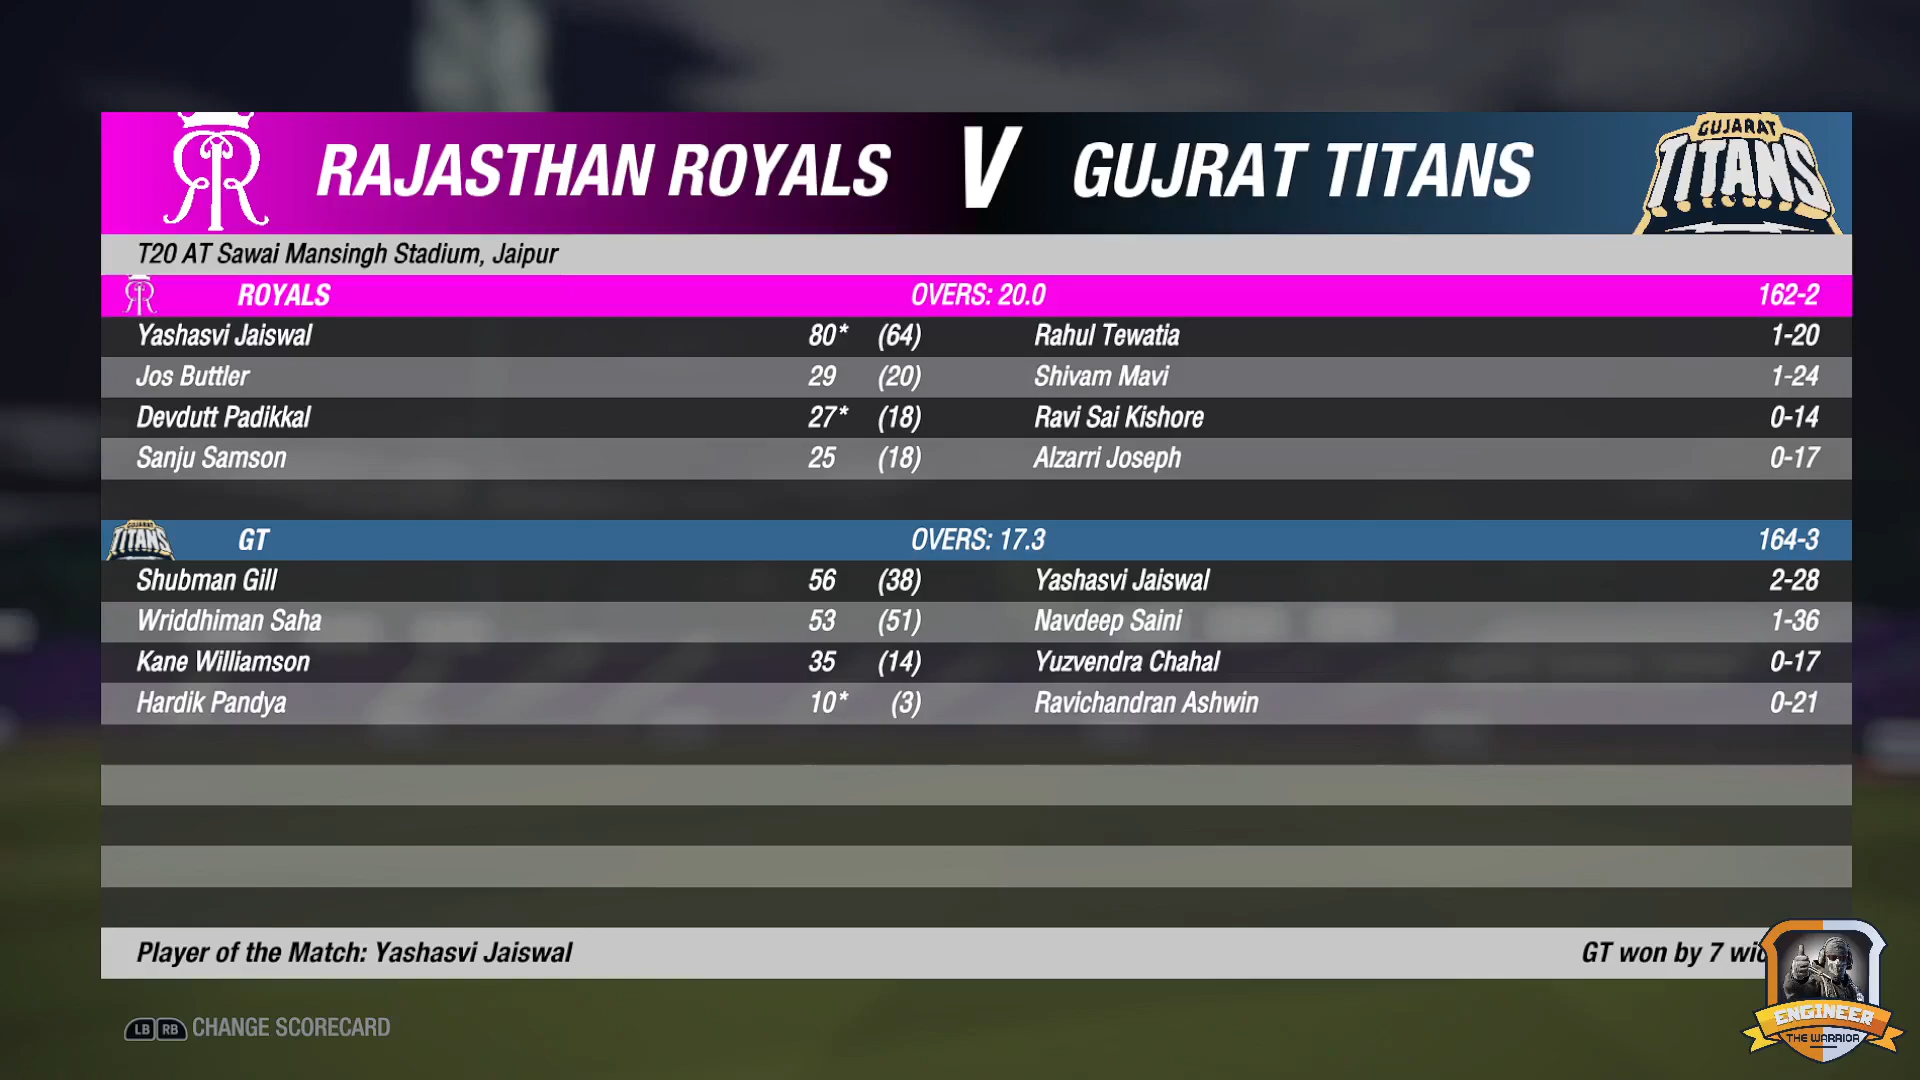 RAJASTHAN ROYALS V GUJRAT TITANS
GUJARAT
TITANS
T20 AT Sawai Mansingh Stadium, Jaipur
ROYALS OVERS: 20.0 162-2
Yashasvi Jaiswal 80* (64) Rahul Tewatia 1-20
Jos Buttler 29 (20) Shivam Mavi 1-24
Devdutt Padikkal 27* (18) Ravi Sai Kishore 0-14
Sanju Samson 25 (18) Alzarri Joseph 0-17
GUJARAT
TITANS
GT OVERS: 17.3 164-3
Shubman Gill 56 (38) Yashasvi Jaiswal 2-28
Wriddhiman Saha 53 (51) Navdeep Saini 1-36
Kane Williamson 35 (14) Yuzvendra Chahal 0-17
Hardik Pandya 10* (3) Ravichandran Ashwin 0-21
Player of the Match: Yashasvi Jaiswal GT won by 7
LB RB CHANGE SCORECARD
ENGINEER
THE WARRIOR